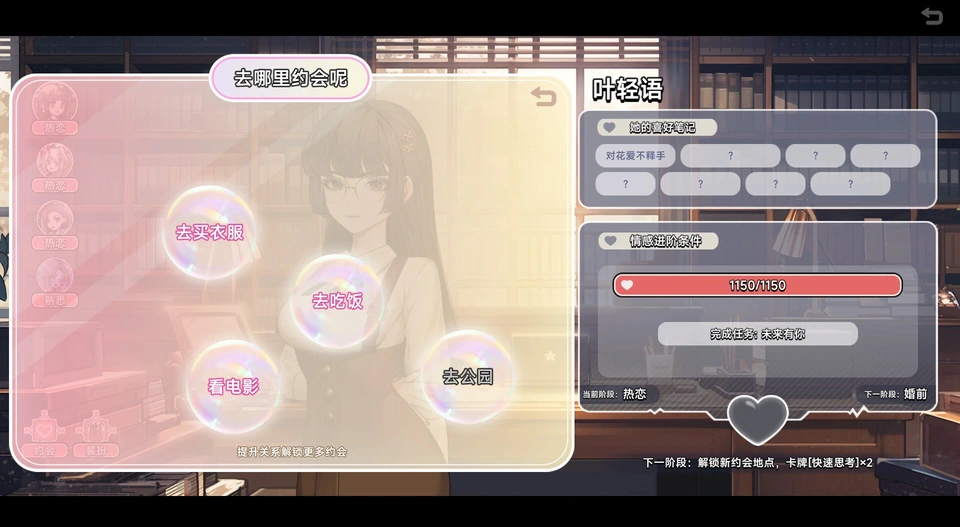 去哪里约会呢
热恋
热恋
热恋
熟悉
去买衣服
去吃饭
看电影
去公园
约会
装扮
提升关系解锁更多约会
叶轻语
她的喜好笔记
对花爱不释手
?
?
?
?
?
?
?
情感进阶条件
1150/1150
完成任务: 未来有你
当前阶段: 热恋
下一阶段: 婚前
下一阶段: 解锁新约会地点, 卡牌[快速思考]×2